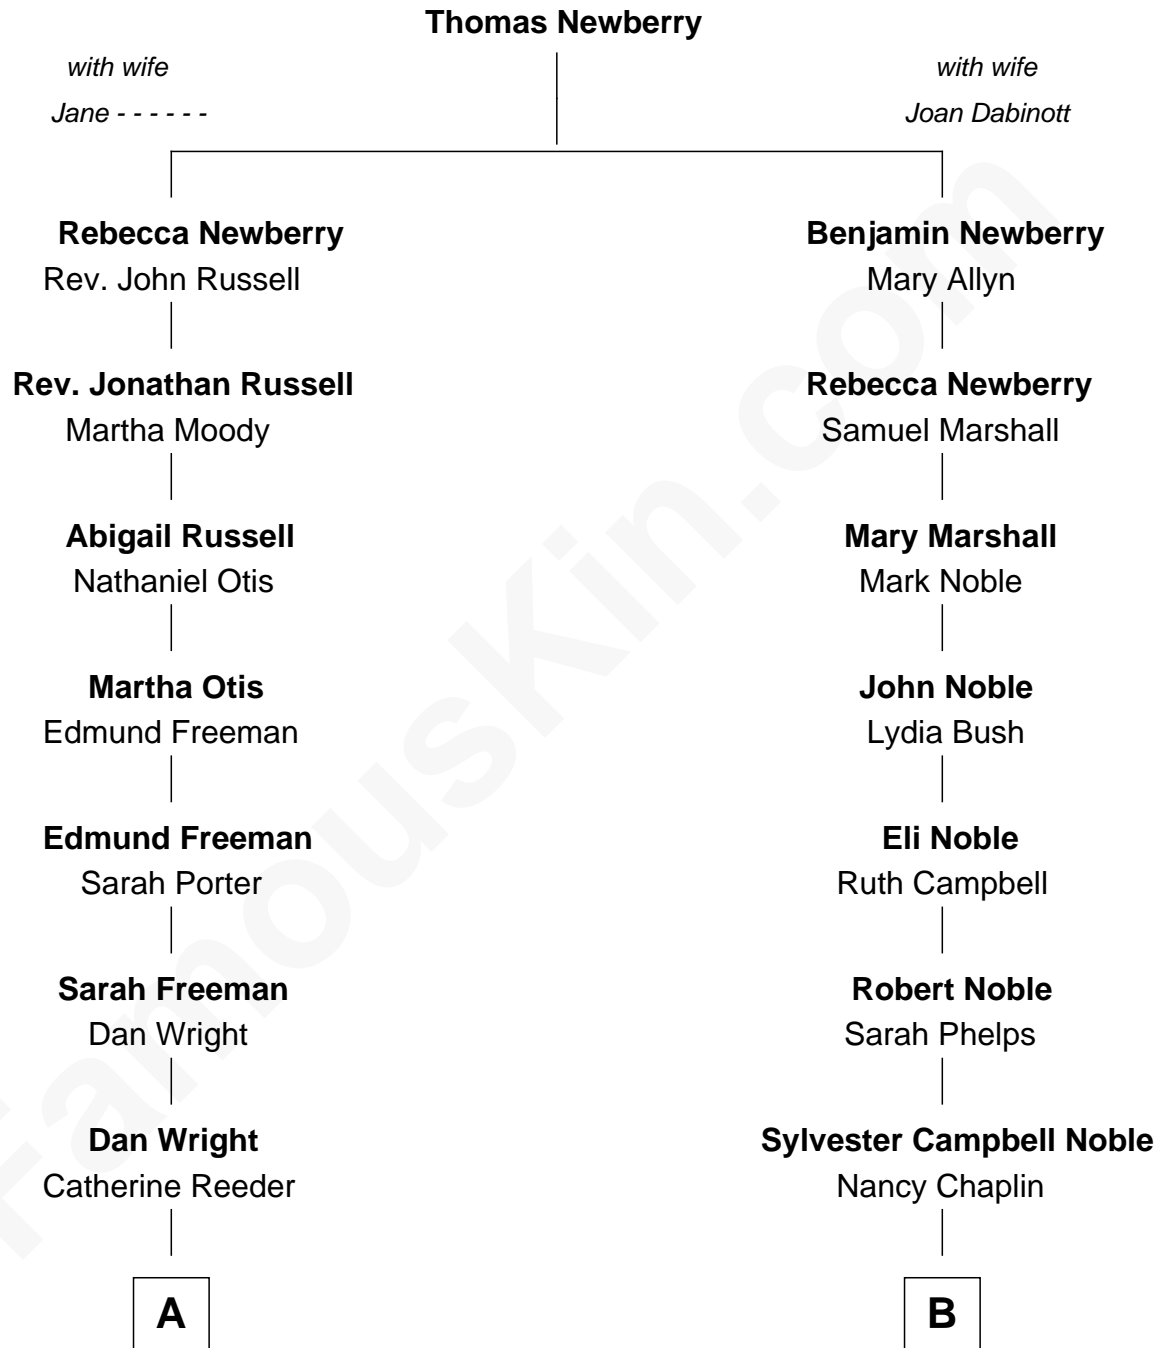 Thomas Newberry
with wife
Jane - - - - - -
with wife
Joan Dabinott
Rebecca Newberry
Rev. John Russell
Benjamin Newberry
Mary Allyn
Rev. Jonathan Russell
Martha Moody
Rebecca Newberry
Samuel Marshall
Abigail Russell
Nathaniel Otis
Mary Marshall
Mark Noble
Martha Otis
Edmund Freeman
John Noble
Lydia Bush
Edmund Freeman
Sarah Porter
Eli Noble
Ruth Campbell
Sarah Freeman
Dan Wright
Robert Noble
Sarah Phelps
Dan Wright
Catherine Reeder
Sylvester Campbell Noble
Nancy Chaplin
A
B
FamousKin.com